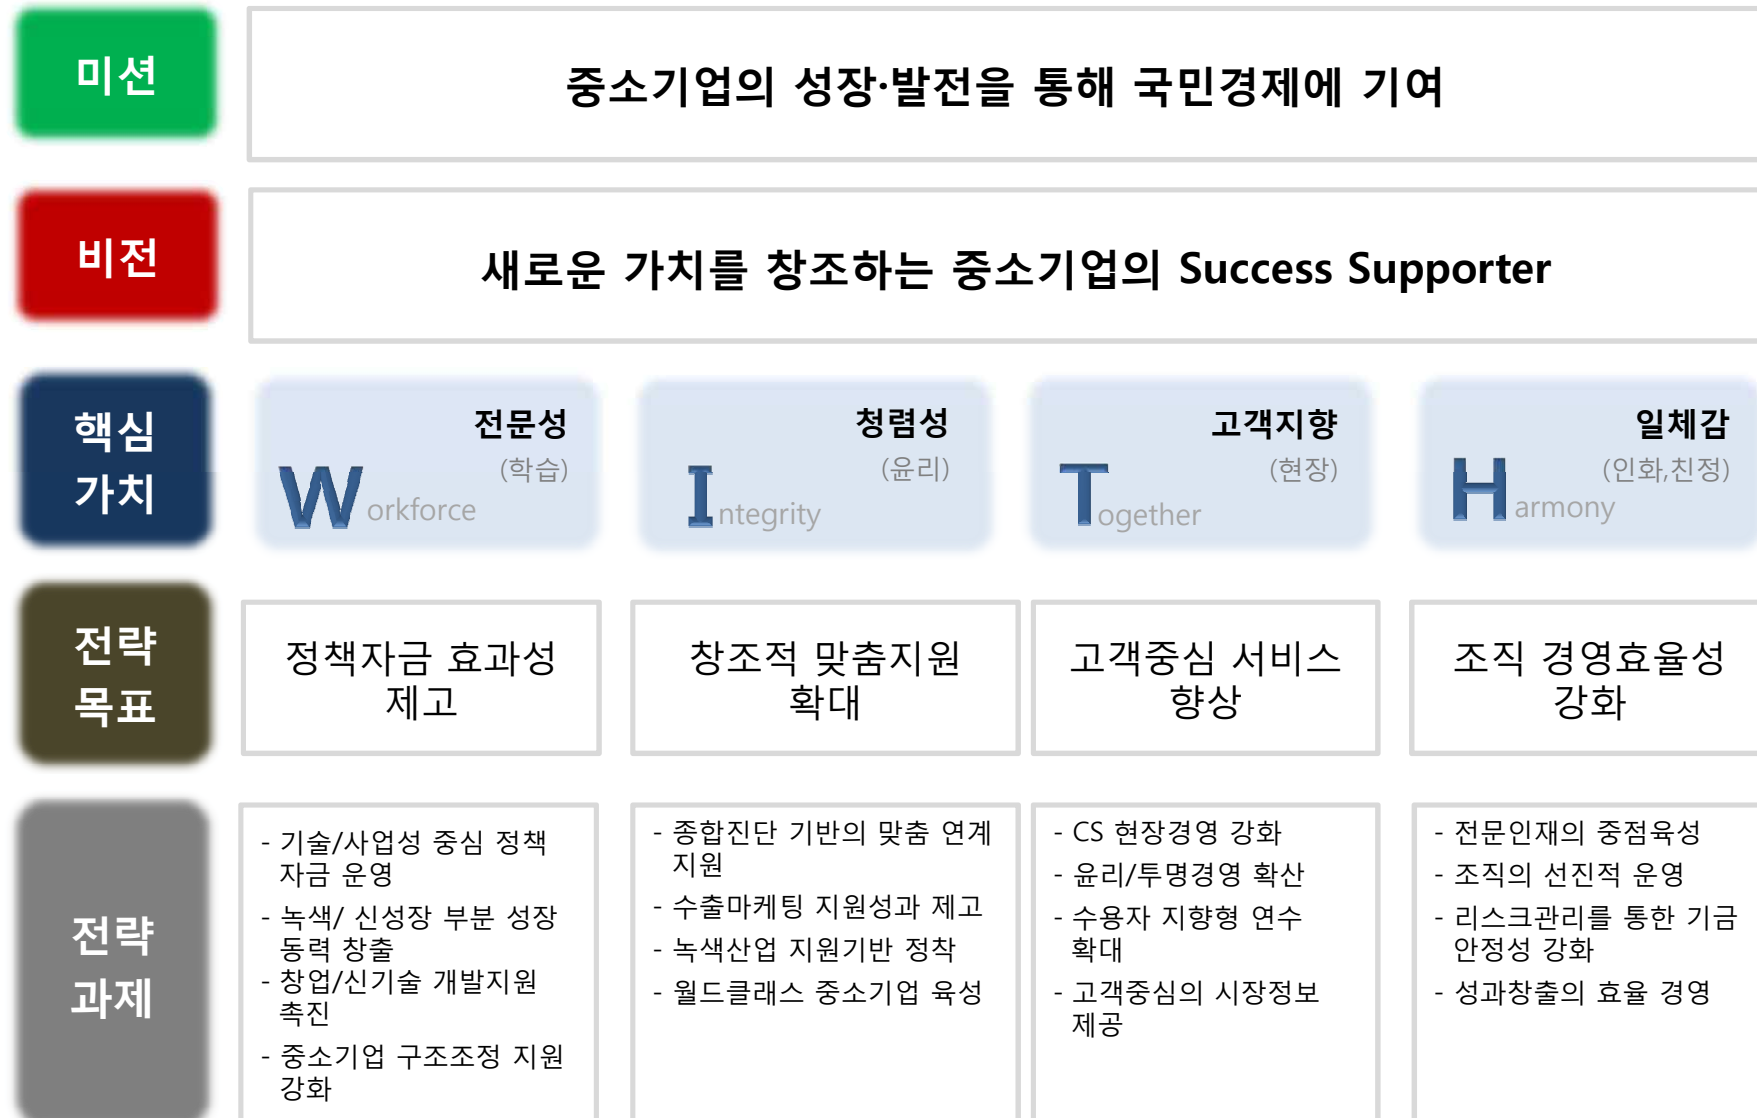 미션
중소기업의 성장·발전을 통해 국민경제에 기여
비전
새로운 가치를 창조하는 중소기업의 Success Supporter
핵심
가치
전문성
(학습)
Workforce
청렴성
(윤리)
Integrity
고객지향
(현장)
Together
일체감
(인화,친정)
Harmony
전략
목표
정책자금 효과성
제고
창조적 맞춤지원
확대
고객중심 서비스
향상
조직 경영효율성
강화
전략
과제
- 기술/사업성 중심 정책
자금 운영
- 녹색/ 신성장 부분 성장
동력 창출
- 창업/신기술 개발지원
촉진
- 중소기업 구조조정 지원
강화
- 종합진단 기반의 맞춤 연계
지원
- 수출마케팅 지원성과 제고
- 녹색산업 지원기반 정착
- 월드클래스 중소기업 육성
- CS 현장경영 강화
- 윤리/투명경영 확산
- 수용자 지향형 연수
확대
- 고객중심의 시장정보
제공
- 전문인재의 중점육성
- 조직의 선진적 운영
- 리스크관리를 통한 기금
안정성 강화
- 성과창출의 효율 경영